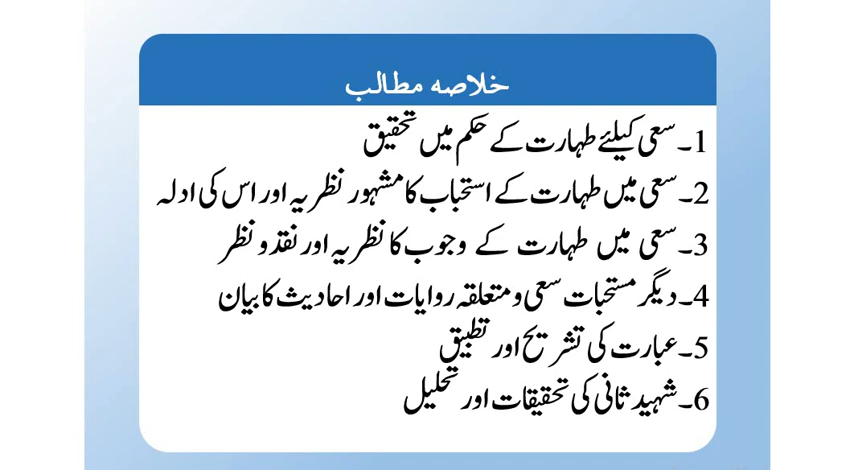 خلاصہ مطالب
1۔سعی کیلئے طہارت کے حکم میں تحقیق
2۔سعی میں طہارت کے استحباب کا مشہور نظریہ اور اس کی ادلہ
3۔سعی میں طہارت کے وجوب کا نظریہ اور نقد و نظر
4۔دیگر مستحبات سعی و متعلقہ روایات اور احادیث کا بیان
5۔عبارت کی تشریح اور تطبیق
6۔شہید ثانی کی تحقیقات اور تحلیل